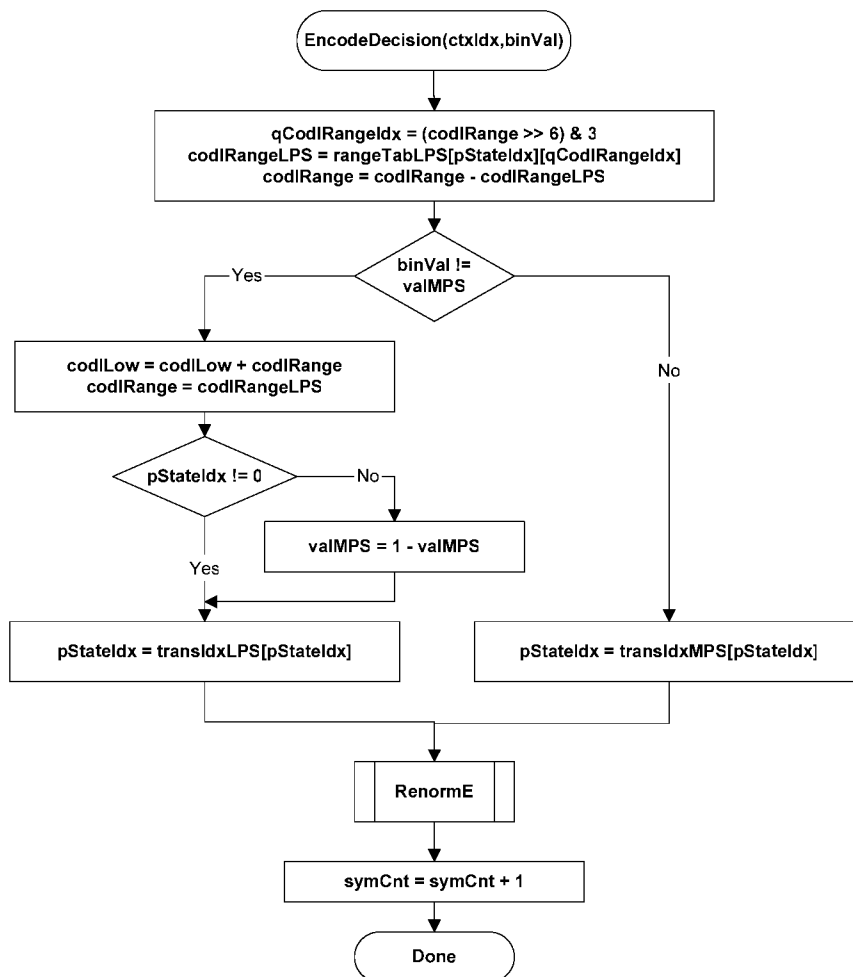 EncodeDecision(ctxIdx,binVal)
qCodIRangeIdx = (codIRange >> 6) & 3
codIRangeLPS = rangeTabLPS[pStateIdx][qCodIRangeIdx]
codIRange = codIRange - codIRangeLPS
binVal !=
valMPS
Yes
No
codILow = codILow + codIRange
codIRange = codIRangeLPS
pStateIdx != 0
No
valMPS = 1 - valMPS
Yes
pStateIdx = transIdxLPS[pStateIdx]
pStateIdx = transIdxMPS[pStateIdx]
RenormE
symCnt = symCnt + 1
Done